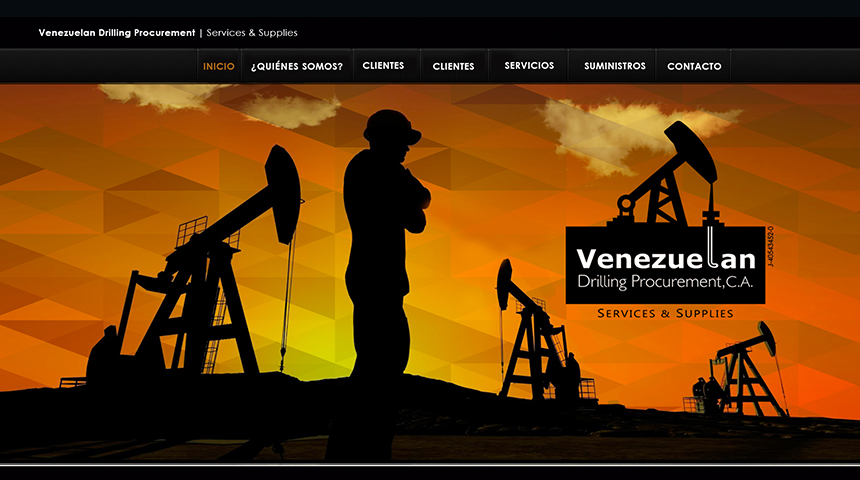 Venezuelan Drilling Procurement | Services & Supplies
INICIO ¿QUIÉNES SOMOS? CLIENTES CLIENTES SERVICIOS SUMINISTROS CONTACTO
Venezuelan
Drilling Procurement, C.A.
SERVICES & SUPPLIES
J-40543452-0